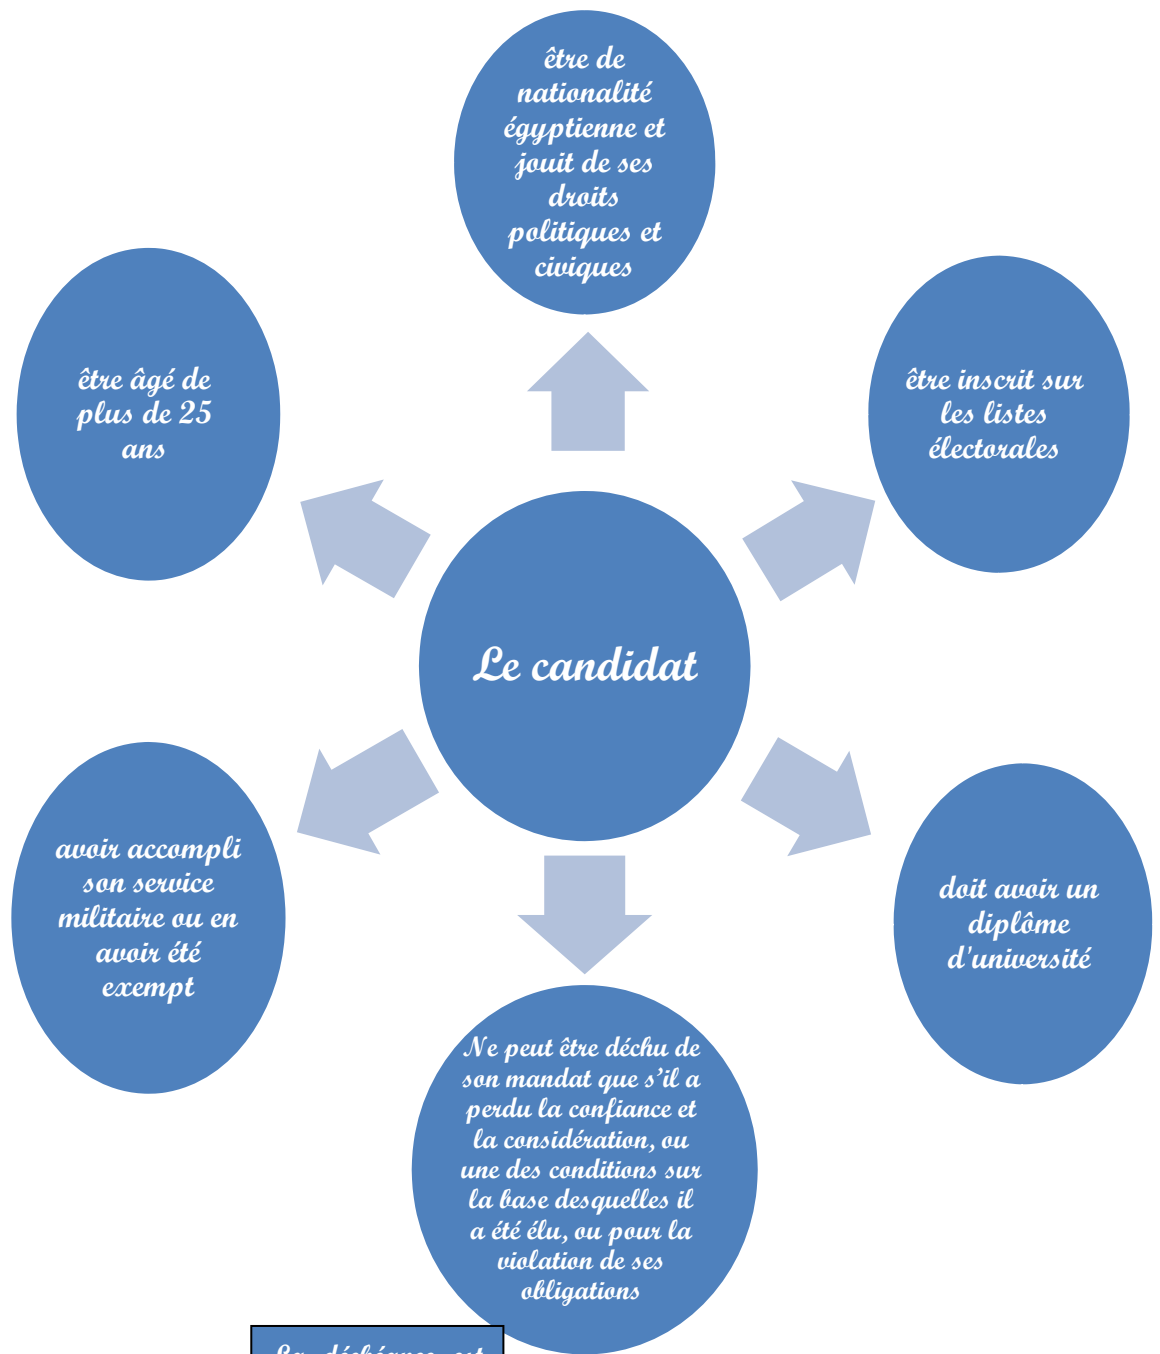 être de
nationalité
égyptienne et
jouit de ses
droits
politiques et
civiques
être inscrit sur
les listes
électorales
doit avoir un
diplôme
d'université
Ne peut être déchu de
son mandat que s’il a
perdu la confiance et
la considération, ou
une des conditions sur
la base desquelles il
a été élu, ou pour la
violation de ses
obligations
avoir accompli
son service
militaire ou en
avoir été
exempt
être âgé de
plus de 25
ans
Le candidat
La déchéance est